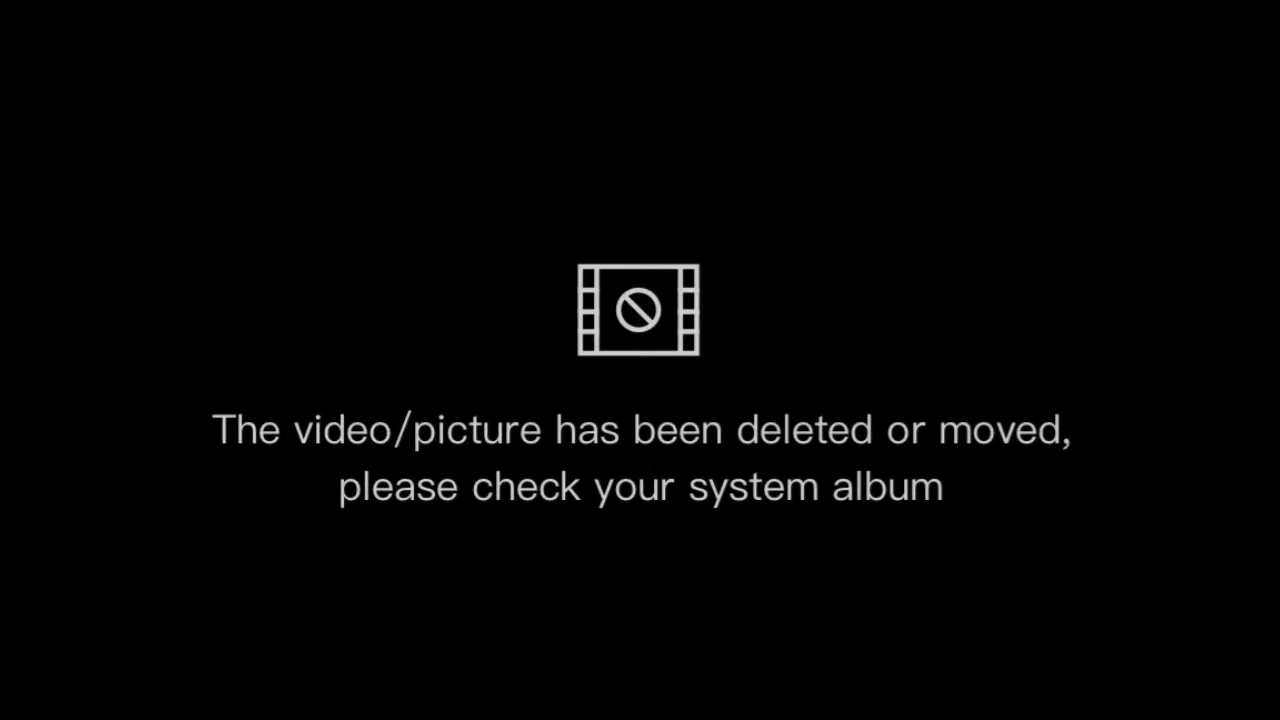 The video/picture has been deleted or moved,
please check your system album